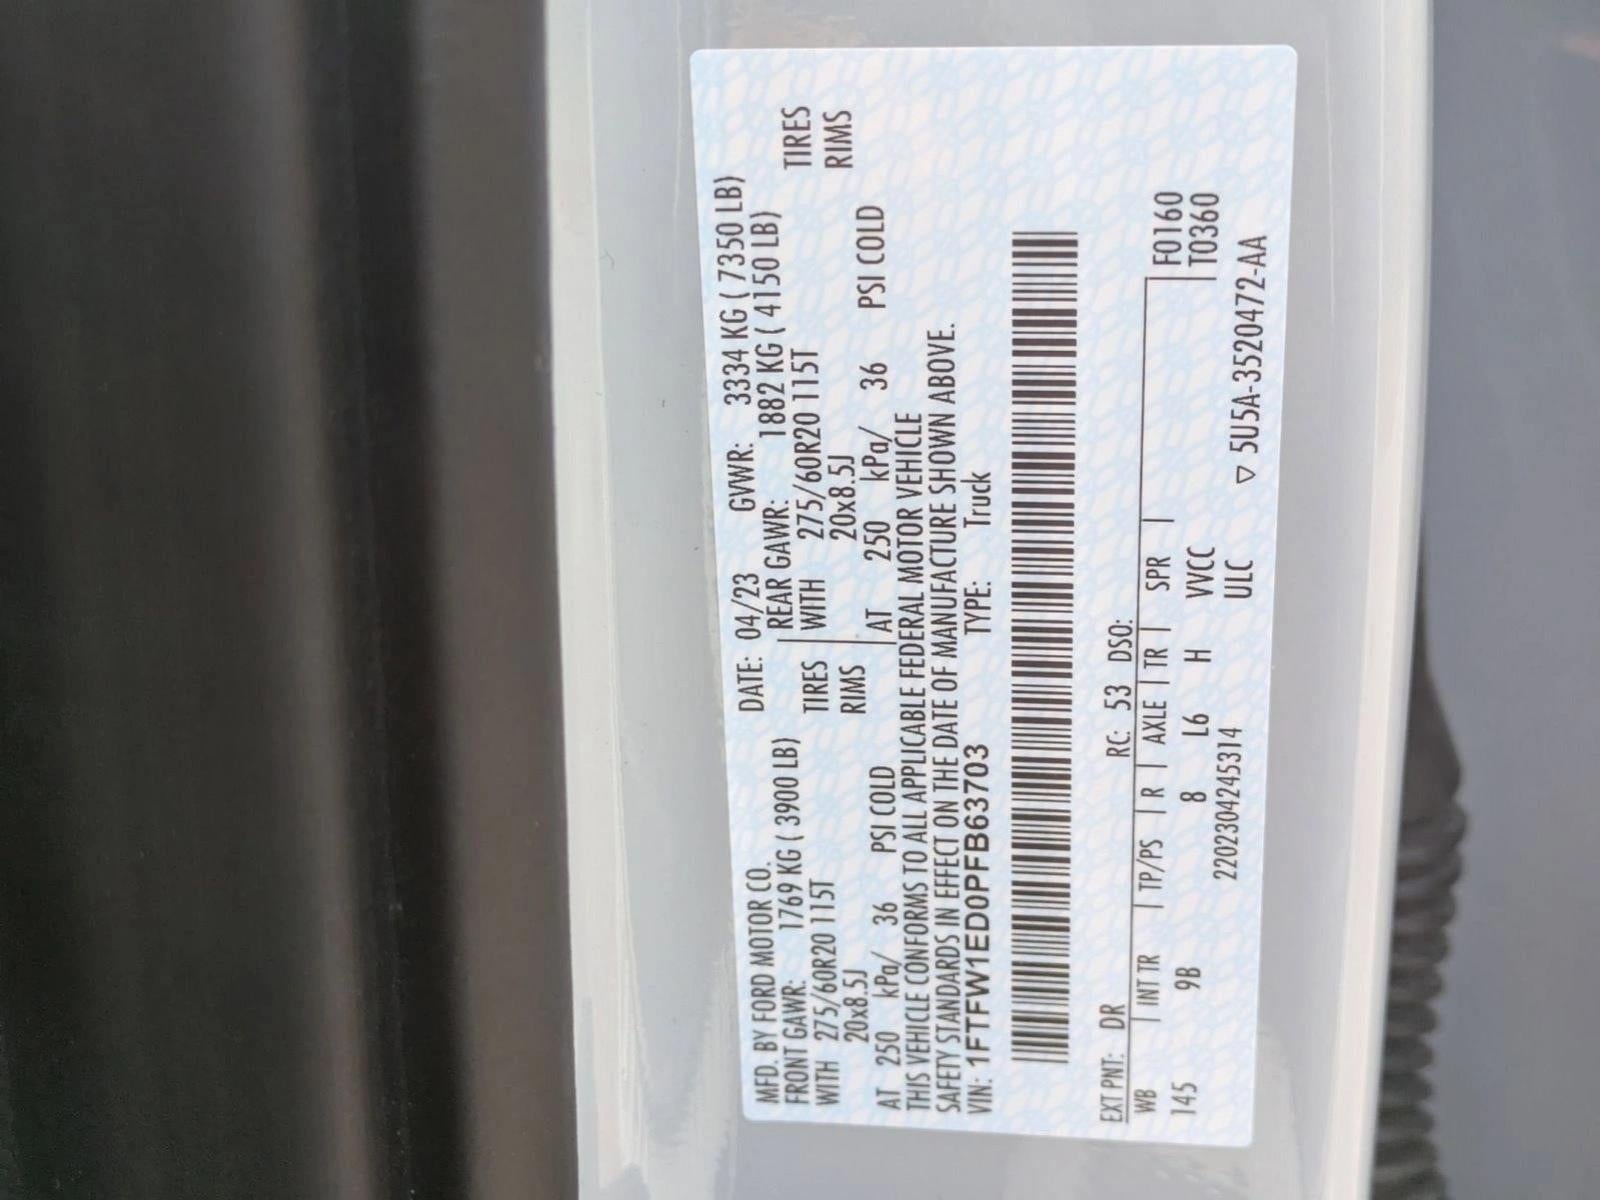 MFD. BY FORD MOTOR CO. DATE: 04/23 GVWR: 3334 KG ( 7350 LB)
FRONT GAWR: 1769 KG ( 3900 LB) REAR GAWR: 1882 KG ( 4150 LB)
WITH 275/60R20 115T TIRES WITH 275/60R20 115T TIRES
20x8.5J RIMS 20x8.5J RIMS
AT 250 kPa/ 36 PSI COLD AT 250 kPa/ 36 PSI COLD
THIS VEHICLE CONFORMS TO ALL APPLICABLE FEDERAL MOTOR VEHICLE
SAFETY STANDARDS IN EFFECT ON THE DATE OF MANUFACTURE SHOWN ABOVE.
VIN: 1FTFW1ED0PFB63703 TYPE: Truck
EXT PNT: DR RC: 53 DSO:
WB INT TR TP/PS R AXLE TR SPR F0160
145 9B 8 L6 H VVCC T0360
2202304245314 ULC
▽ 5U5A-3520472-AA